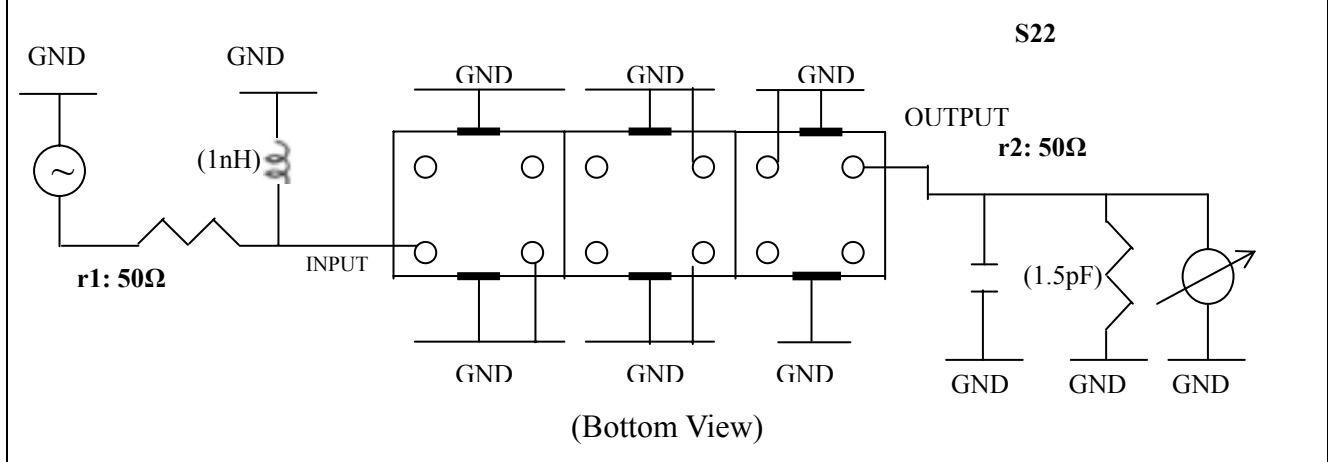 S22
GND
GND
GND
GND
GND
OUTPUT
r2: 50Ω
(1nH)
~
INPUT
r1: 50Ω
(1.5pF)
GND
GND
GND
GND
GND
GND
(Bottom View)